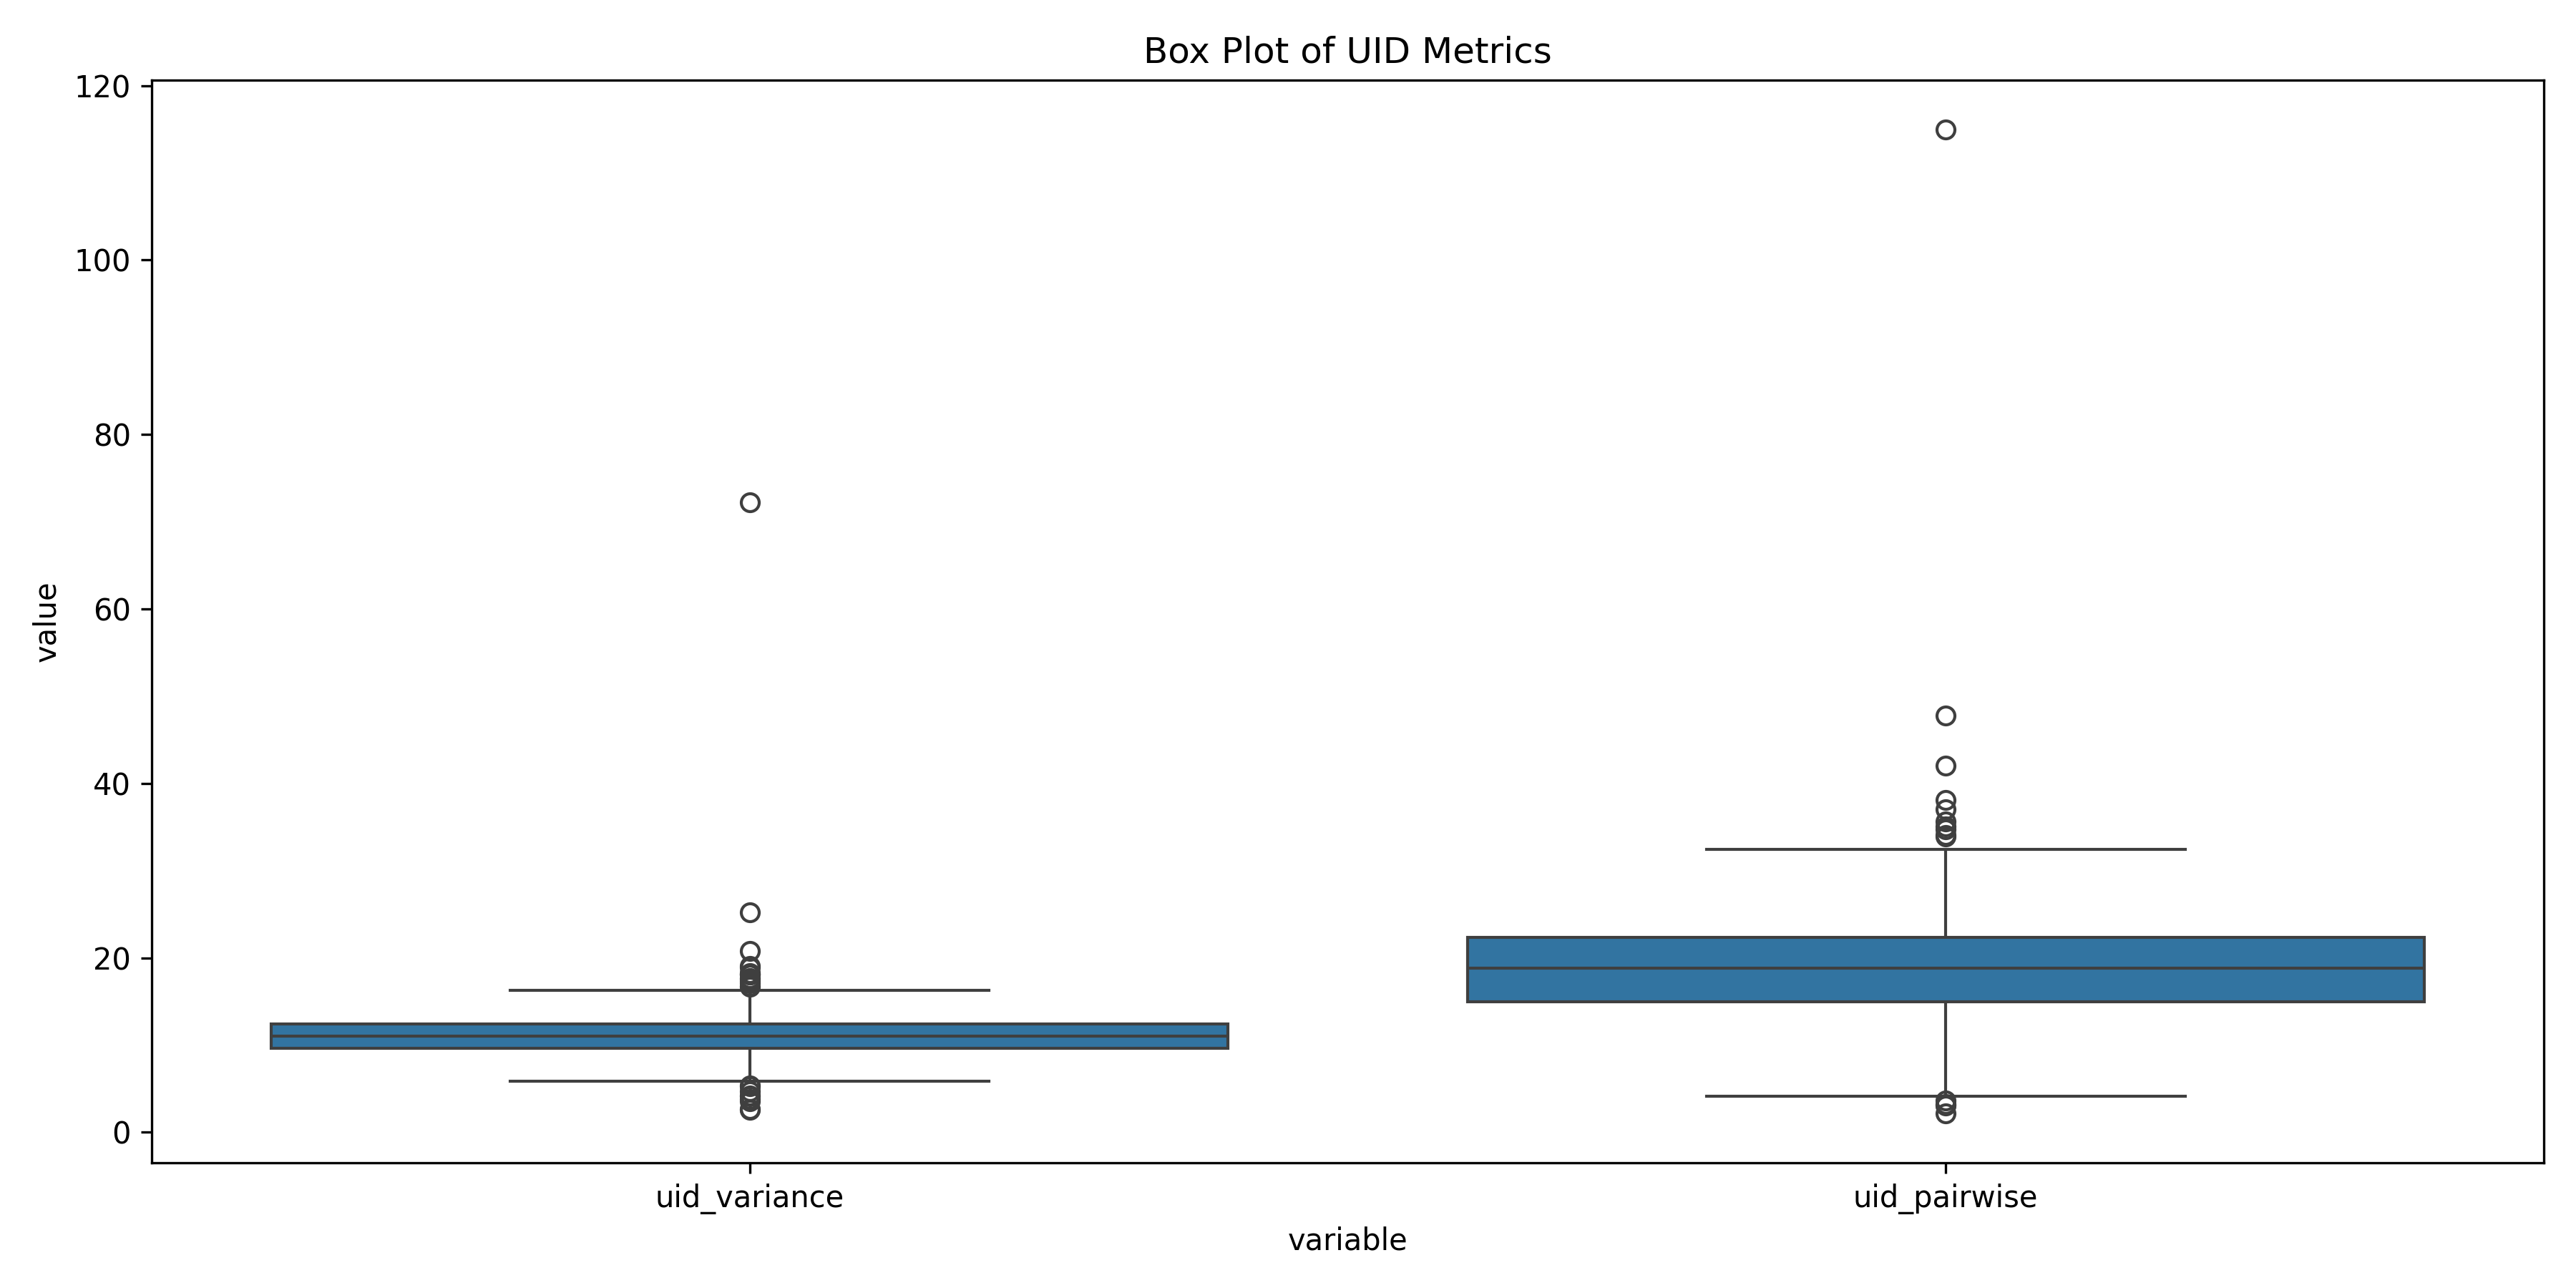 Box Plot of UID Metrics
120
100
80
60
40
20
0
value
uid_variance
uid_pairwise
variable